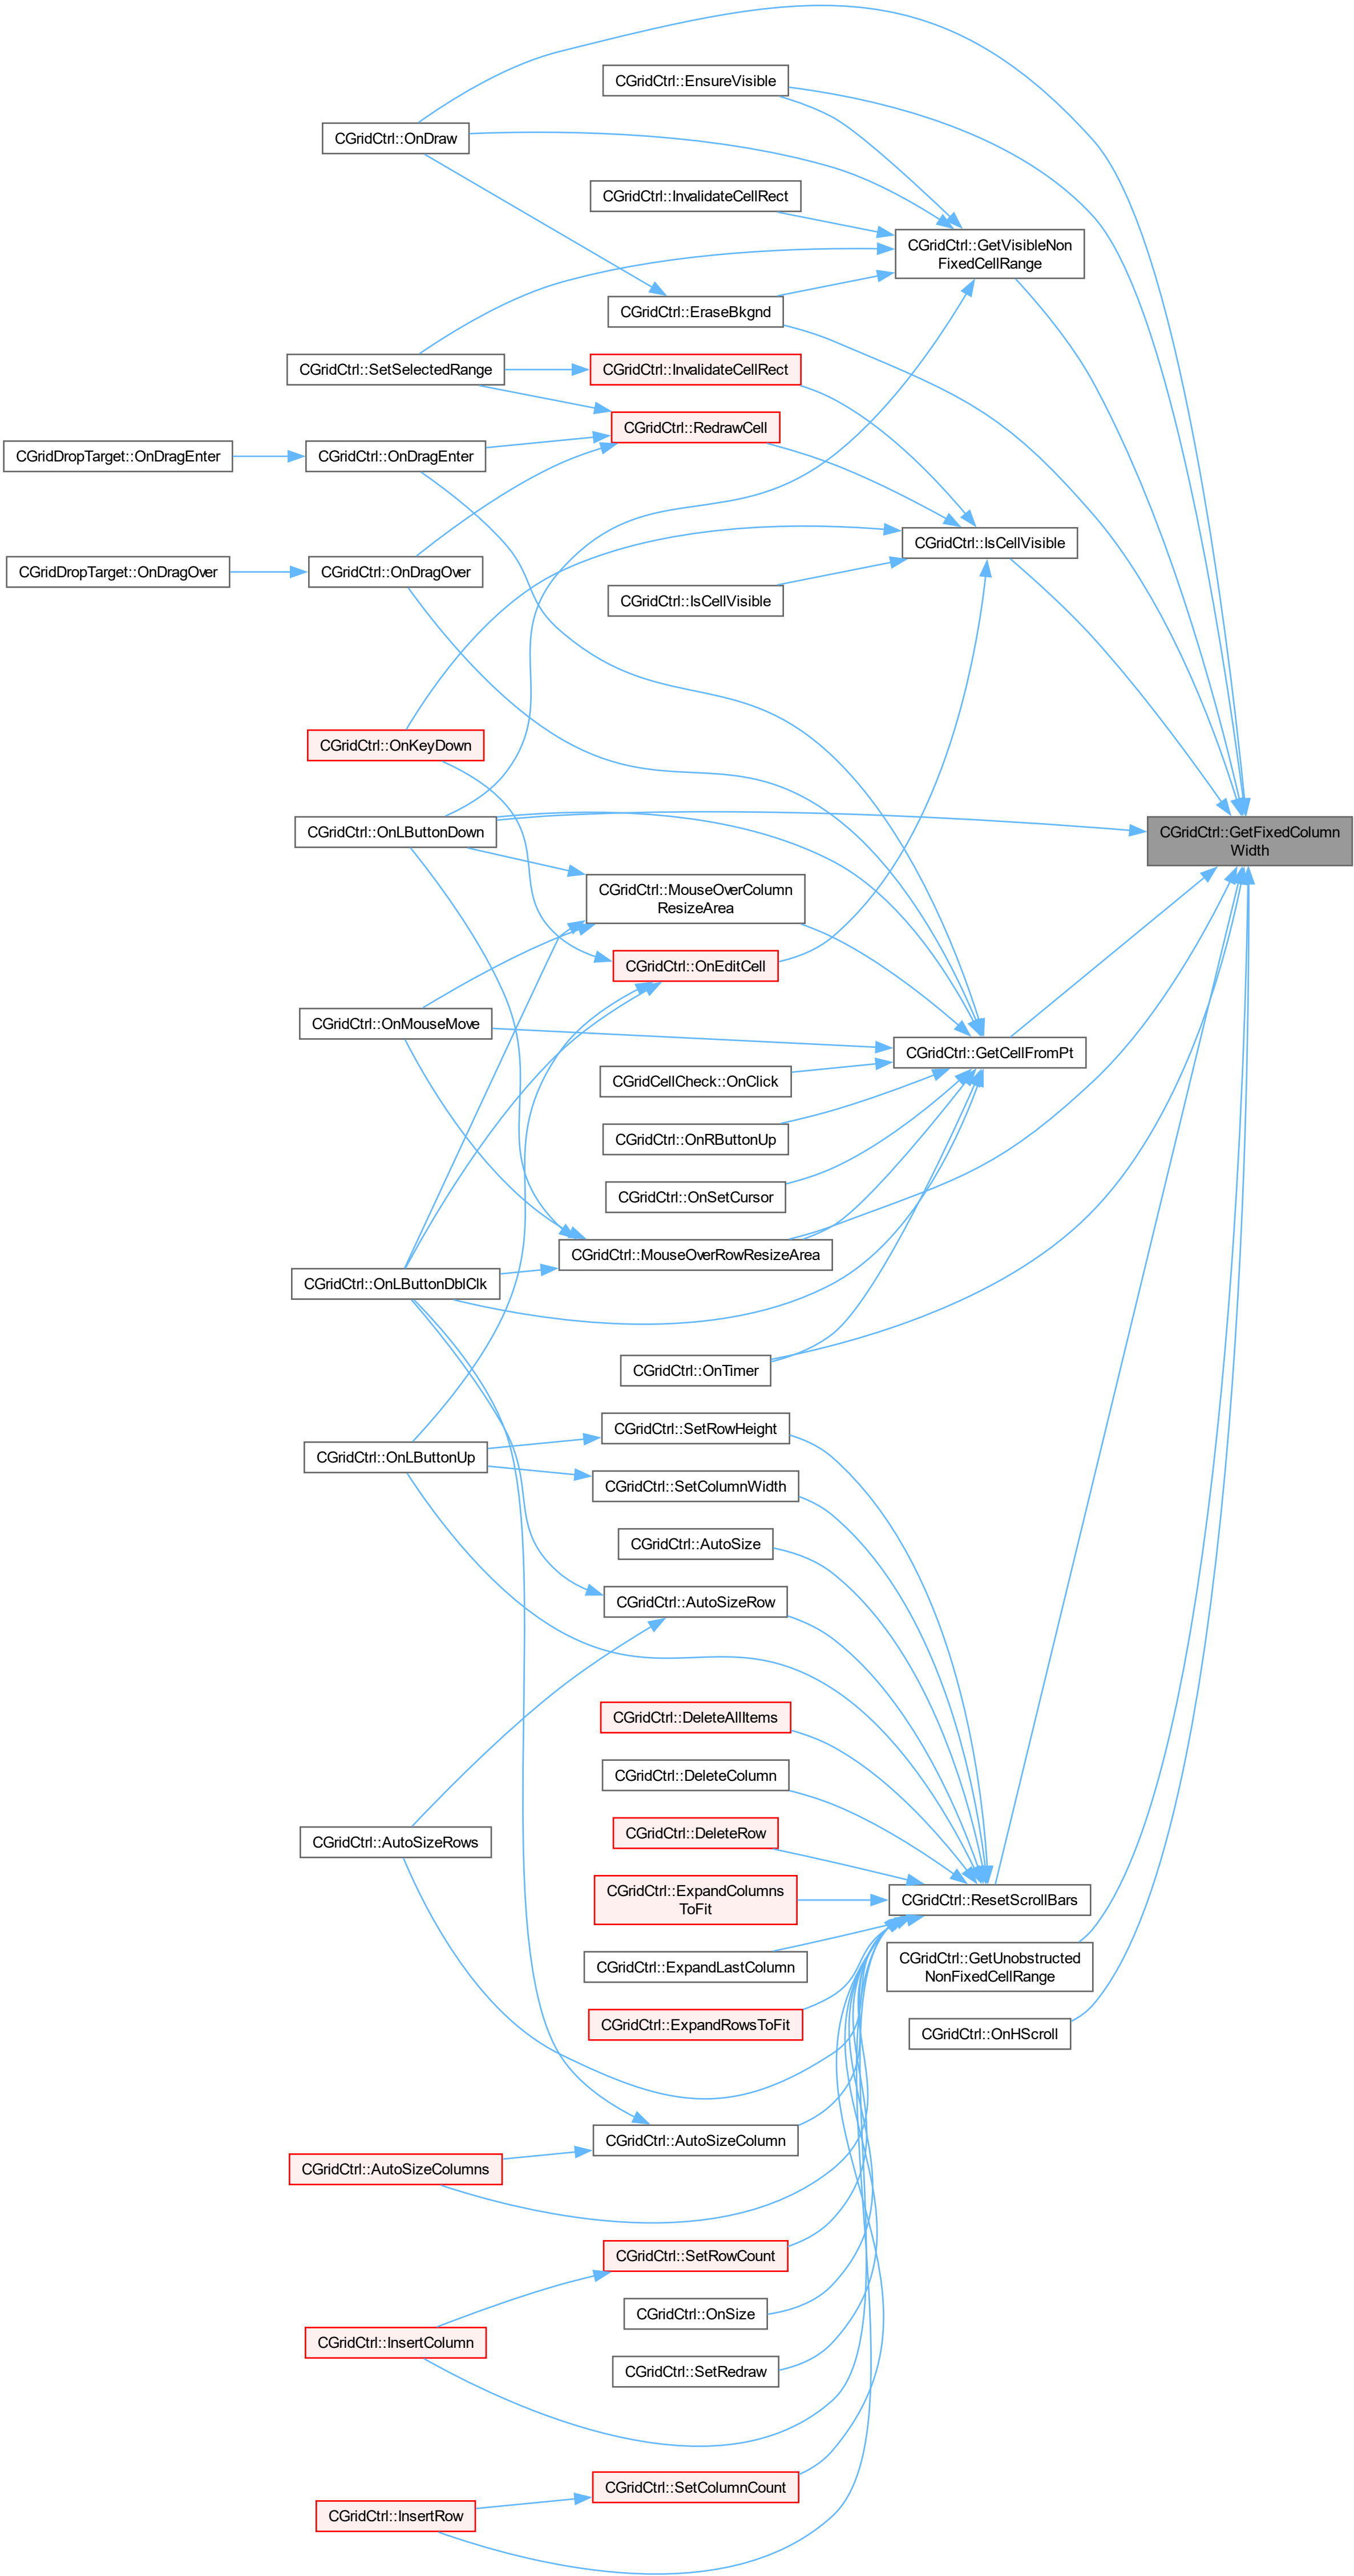 CGridCtrl::EnsureVisible
CGridCtrl::OnDraw
CGridCtrl::InvalidateCellRect
CGridCtrl::GetVisibleNon
FixedCellRange
CGridCtrl::EraseBkgnd
CGridCtrl::SetSelectedRange
CGridCtrl::InvalidateCellRect
CGridCtrl::RedrawCell
CGridDropTarget::OnDragEnter
CGridCtrl::OnDragEnter
CGridCtrl::IsCellVisible
CGridDropTarget::OnDragOver
CGridCtrl::OnDragOver
CGridCtrl::IsCellVisible
CGridCtrl::OnKeyDown
CGridCtrl::OnLButtonDown
CGridCtrl::GetFixedColumn
Width
CGridCtrl::MouseOverColumn
ResizeArea
CGridCtrl::OnEditCell
CGridCtrl::OnMouseMove
CGridCtrl::GetCellFromPt
CGridCellCheck::OnClick
CGridCtrl::OnRButtonUp
CGridCtrl::OnSetCursor
CGridCtrl::MouseOverRowResizeArea
CGridCtrl::OnLButtonDblClk
CGridCtrl::OnTimer
CGridCtrl::SetRowHeight
CGridCtrl::OnLButtonUp
CGridCtrl::SetColumnWidth
CGridCtrl::AutoSize
CGridCtrl::AutoSizeRow
CGridCtrl::DeleteAllItems
CGridCtrl::DeleteColumn
CGridCtrl::DeleteRow
CGridCtrl::AutoSizeRows
CGridCtrl::ExpandColumns
ToFit
CGridCtrl::ResetScrollBars
CGridCtrl::ExpandLastColumn
CGridCtrl::GetUnobstructed
NonFixedCellRange
CGridCtrl::ExpandRowsToFit
CGridCtrl::OnHScroll
CGridCtrl::AutoSizeColumn
CGridCtrl::AutoSizeColumns
CGridCtrl::SetRowCount
CGridCtrl::OnSize
CGridCtrl::InsertColumn
CGridCtrl::SetRedraw
CGridCtrl::SetColumnCount
CGridCtrl::InsertRow